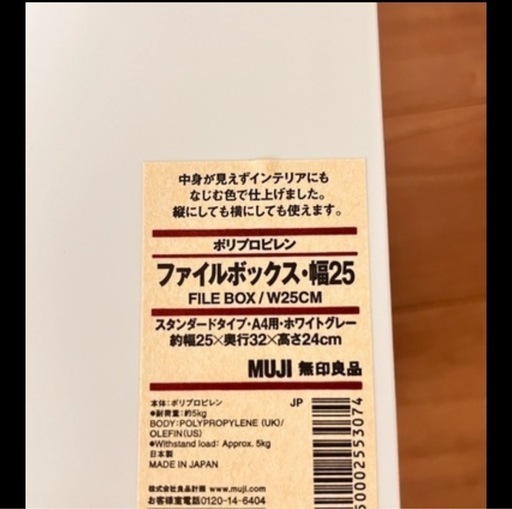 中身が見えずインテリアにも
なじむ色で仕上げました。
縦にしても横にしても使えます。
ポリプロピレン
ファイルボックス・幅25
FILE BOX / W25CM
スタンダードタイプ・A4用・ホワイトグレー
約幅25×奥行32×高さ24cm
MUJI 無印良品
本体:ポリプロピレン
●耐荷重:約5kg
BODY:POLYPROPYLENE (UK)/
OLEFIN(US)
●Withstand load: Approx. 5kg
日本製
MADE IN JAPAN
JP
株式会社良品計画 www.muji.com
お客様室電話0120-14-6404
50002553074